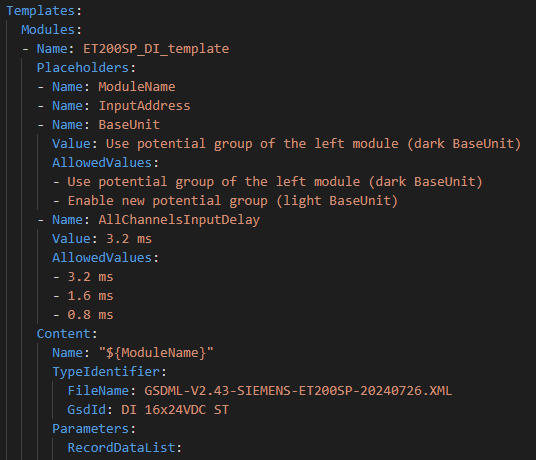 Templates:
Modules:
- Name: ET200SP_DI_template
Placeholders:
- Name: ModuleName
- Name: InputAddress
- Name: BaseUnit
Value: Use potential group of the left module (dark BaseUnit)
AllowedValues:
- Use potential group of the left module (dark BaseUnit)
- Enable new potential group (light BaseUnit)
- Name: AllChannelsInputDelay
Value: 3.2 ms
AllowedValues:
- 3.2 ms
- 1.6 ms
- 0.8 ms
Content:
Name: "${ModuleName}"
TypeIdentifier:
FileName: GSDML-V2.43-SIEMENS-ET200SP-20240726.XML
GsdId: DI 16x24VDC ST
Parameters:
RecordDataList: